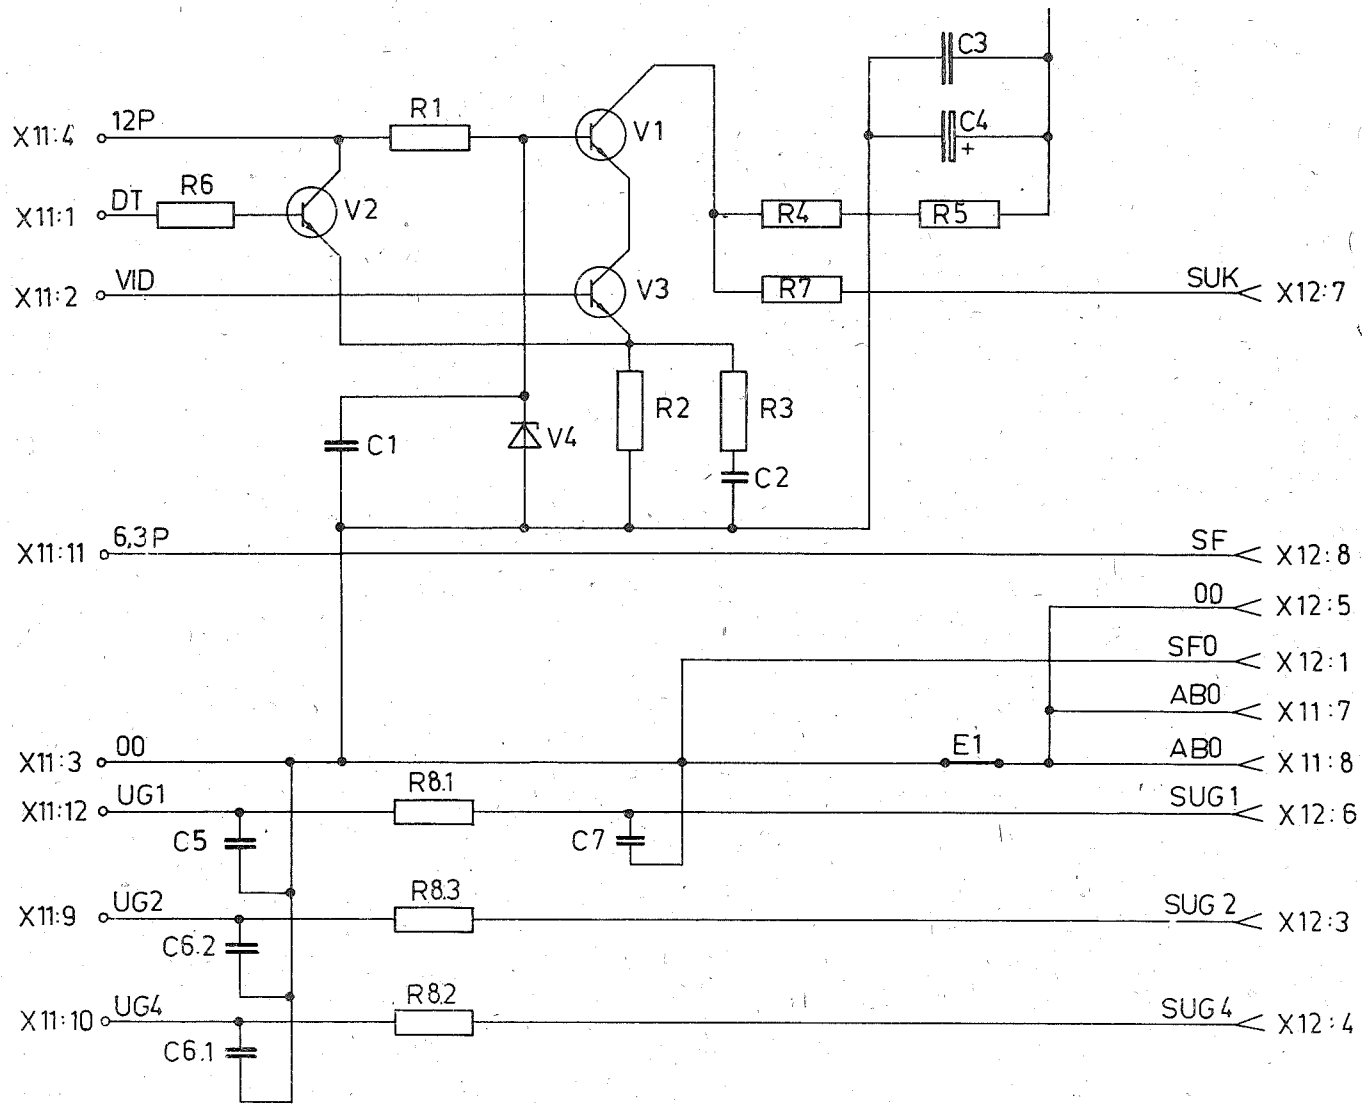 C3
12P
R1
C4
X11:4
V1
+
R6
DT
X11:1
V2
R4
R5
VID
X11:2
V3
R7
SUK
X12:7
R2
R3
C1
V4
C2
6,3P
X11:11
SF
X12:8
00
X12:5
SF0
X12:1
AB0
X11:7
X11:3
00
E1
AB0
X11:8
UG1
R8.1
SUG1
X11:12
X12:6
C5
C7
UG2
R8.3
SUG 2
X11:9
X12:3
C6.2
UG4
R8.2
SUG 4
X11:10
X12:4
C6.1